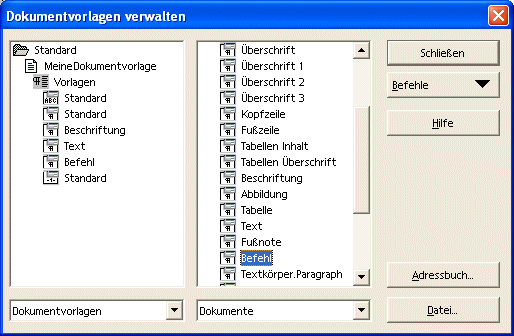 Dokumentvorlagen verwalten
Standard
MeineDokumentvorlage
Vorlagen
Standard
Standard
Beschriftung
Text
Befehl
Standard
Dokumentvorlagen
Überschrift
Überschrift 1
Überschrift 2
Überschrift 3
Kopfzeile
Fußzeile
Tabellen Inhalt
Tabellen Überschrift
Beschriftung
Abbildung
Tabelle
Text
Fußnote
Befehl
Textkörper.Paragraph
Dokumente
Schließen
Befehle
Hilfe
Adressbuch...
Datei...